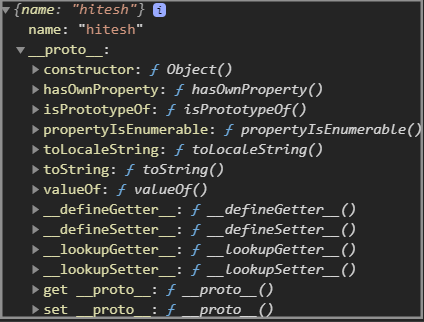 {name: "hitesh"} i
name: "hitesh"
__proto__:
constructor: ƒ Object()
hasOwnProperty: ƒ hasOwnProperty()
isPrototypeOf: ƒ isPrototypeOf()
propertyIsEnumerable: ƒ propertyIsEnumerable()
toLocaleString: ƒ toLocaleString()
toString: ƒ toString()
valueOf: ƒ valueOf()
__defineGetter__: ƒ __defineGetter__()
__defineSetter__: ƒ __defineSetter__()
__lookupGetter__: ƒ __lookupGetter__()
__lookupSetter__: ƒ __lookupSetter__()
get __proto__: ƒ __proto__()
set __proto__: ƒ __proto__()